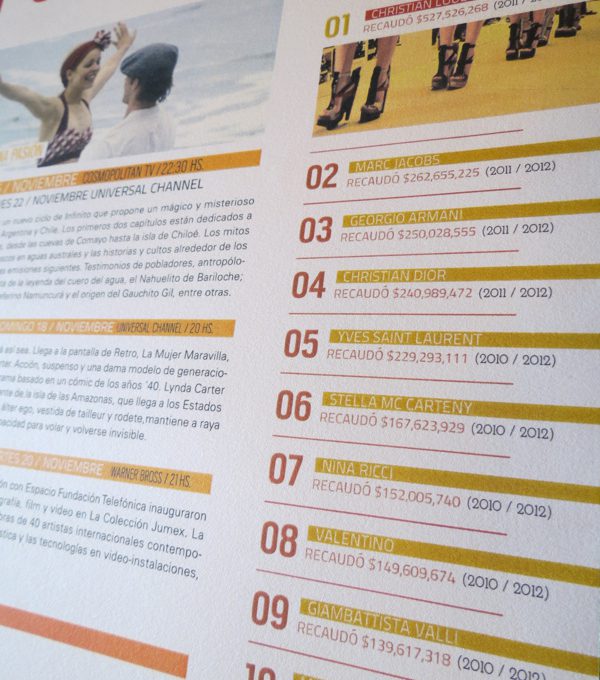 NA PASIÓN
/ NOVIEMBRE COSMOPOLITAN TV / 22:30 HS.
ES 22 / NOVIEMBRE UNIVERSAL CHANNEL
un nuevo ciclo de Infinito que propone un mágico y misterioso
Argentina y Chile. Los primeros dos capítulos están dedicados a
, desde las cuevas de Comayo hasta la isla de Chiloé. Los mitos
en aguas australes y las historias y cultos alrededor de los
emisiones siguientes. Testimonios de pobladores, antropólo-
ca de la leyenda del cuero del agua, el Nahuelito de Bariloche;
eferino Namuncurá y el origen del Gauchito Gil, entre otras.
OMINGO 18 / NOVIEMBRE UNIVERSAL CHANNEL / 20 HS.
así sea. Llega a la pantalla de Retro, La Mujer Maravilla,
rter. Acción, suspenso y una dama modelo de generacio-
rama basado en un cómic de los años '40. Lynda Carter
ente de la isla de las Amazonas, que llega a los Estados
álter ego, vestida de tailleur y rodete, mantiene a raya
pacidad para volar y volverse invisible.
RTES 20 / NOVIEMBRE WARNER BROSS / 21 HS.
ón con Espacio Fundación Telefónica inauguraron
grafía, film y video en La Colección Jumex. La
bras de 40 artistas internacionales contempo-
stica y las tecnologías en video-instalaciones,
01 CHRISTIAN
RECAUDÓ $527,526,268 (2011 / 2012)
02 MARC JACOBS
RECAUDÓ $262,655,225 (2011 / 2012)
03 GEORGIO ARMANI
RECAUDÓ $250,028,555 (2011 / 2012)
04 CHRISTIAN DIOR
RECAUDÓ $240,989,472 (2011 / 2012)
05 YVES SAINT LAURENT
RECAUDÓ $229,293,111 (2010 / 2012)
06 STELLA MC CARTENY
RECAUDÓ $167,623,929 (2010 / 2012)
07 NINA RICCI
RECAUDÓ $152,005,740 (2010 / 2012)
08 VALENTINO
RECAUDÓ $149,609,674 (2010 / 2012)
09 GIAMBATTISTA VALLI
RECAUDÓ $139,617,318 (2010 / 2012)
10